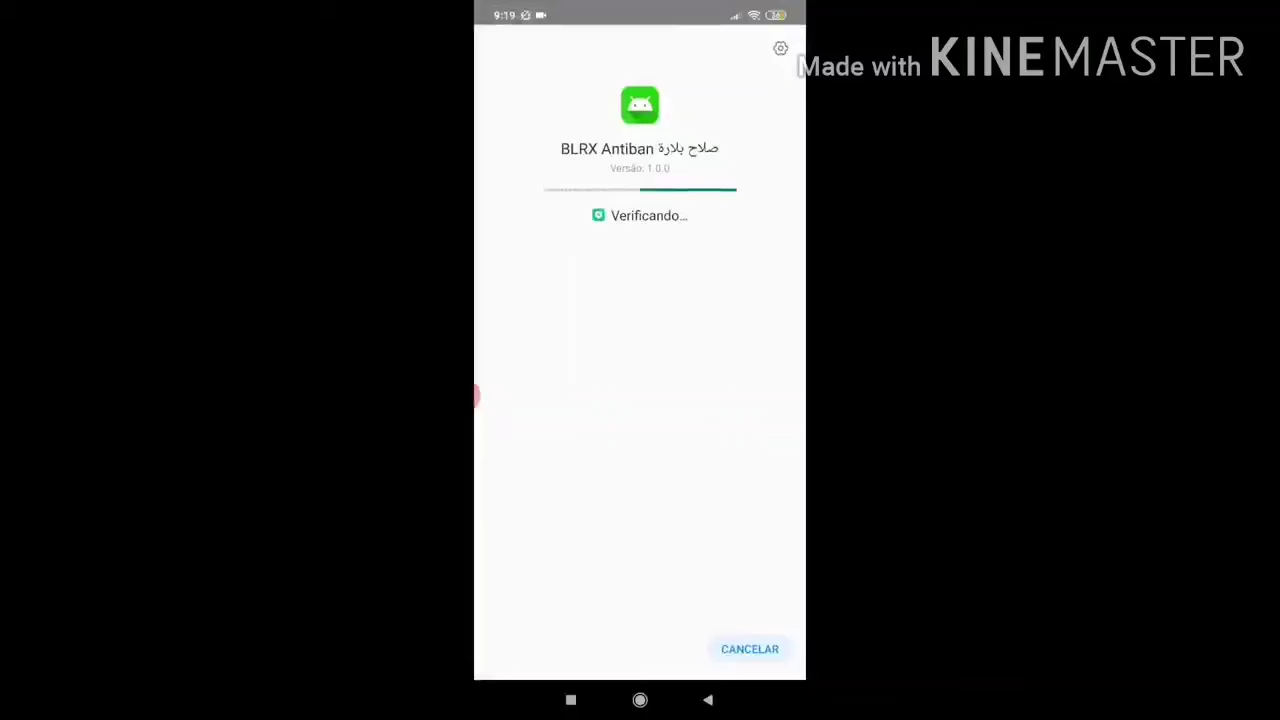 9:19
Made with KINEMASTER
BLRX Antiban صلاح بلارة
Versão: 1.0.0
Verificando...
CANCELAR